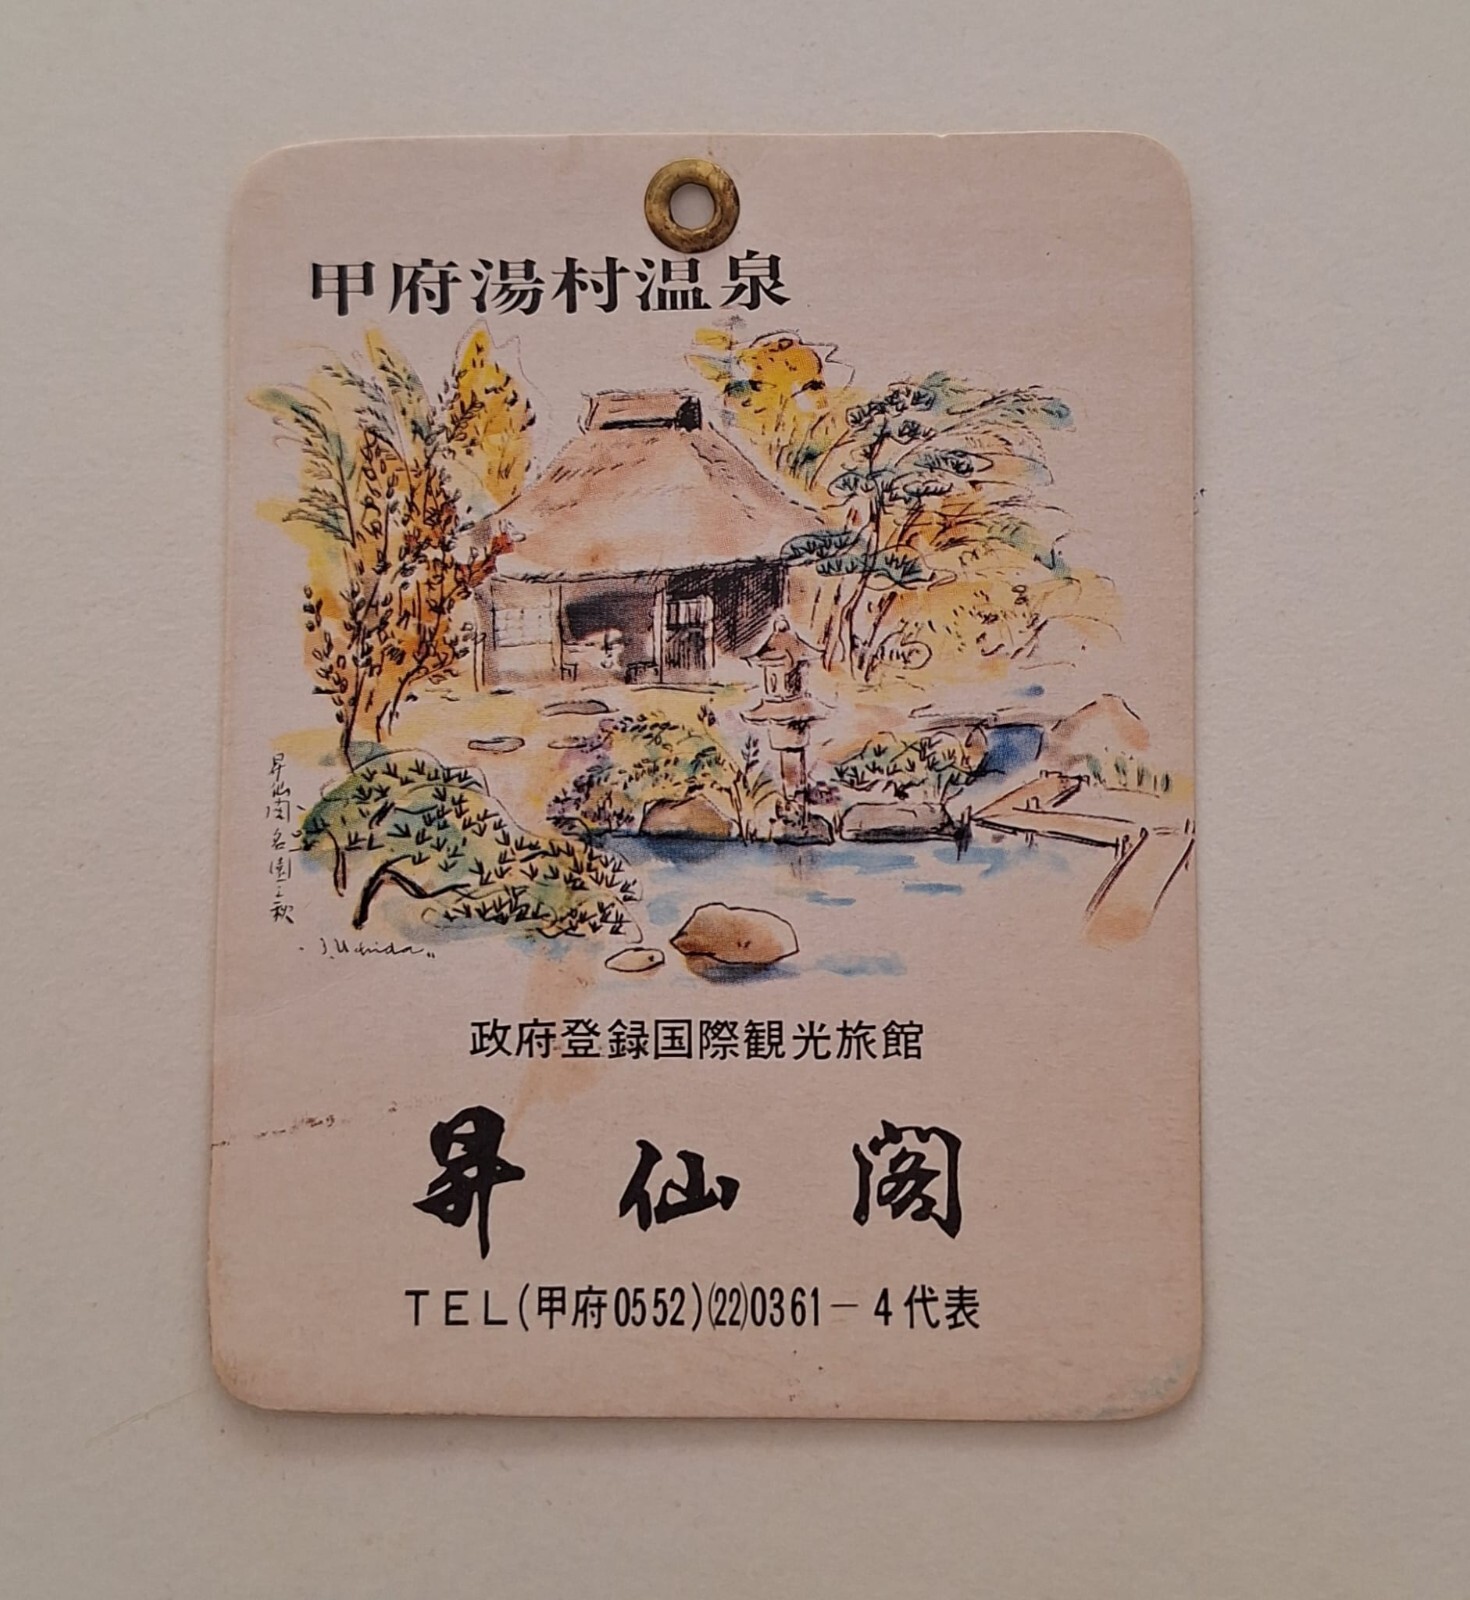 甲府湯村温泉
昇仙閣名園之秋
J. Uchida
政府登録国際観光旅館
昇仙閣
TEL(甲府0552)(22)0361－4代表